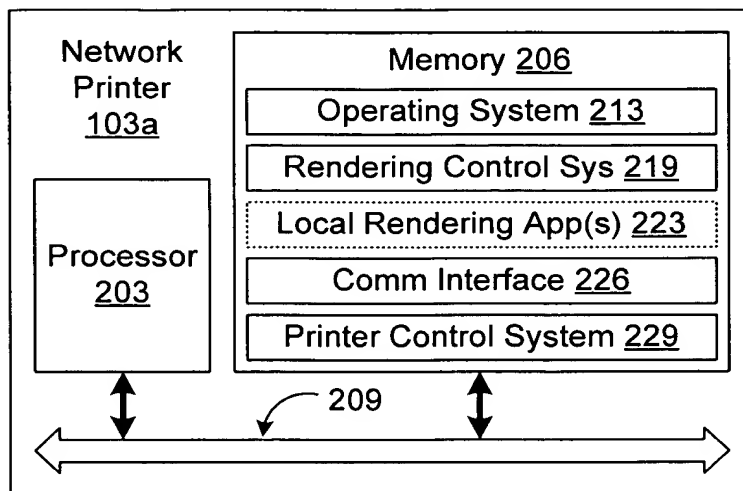 Network
Printer
103a
Memory 206
Operating System 213
Rendering Control Sys 219
Local Rendering App(s) 223
Comm Interface 226
Printer Control System 229
Processor
203
209